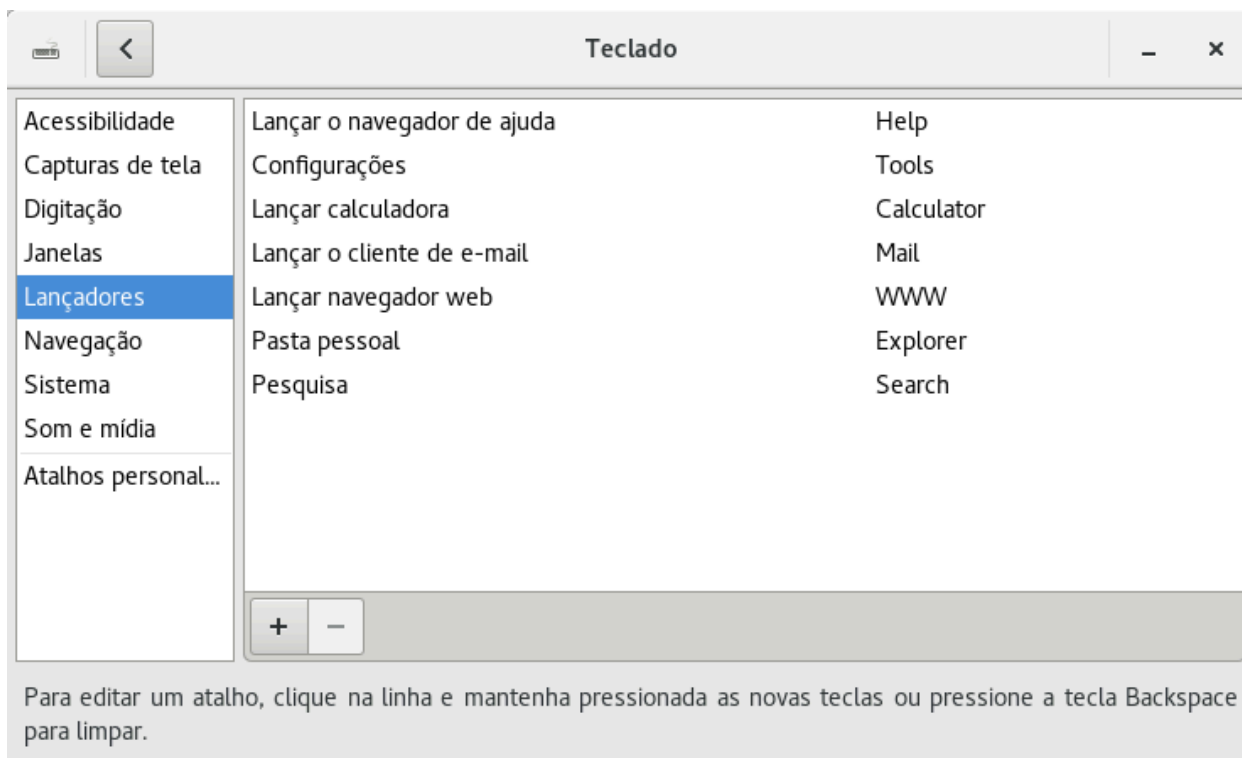 Teclado
Acessibilidade
Capturas de tela
Digitação
Janelas
Lançadores
Navegação
Sistema
Som e mídia
Atalhos personal...
Lançar o navegador de ajuda Help
Configurações Tools
Lançar calculadora Calculator
Lançar o cliente de e-mail Mail
Lançar navegador web WWW
Pasta pessoal Explorer
Pesquisa Search
Para editar um atalho, clique na linha e mantenha pressionada as novas teclas ou pressione a tecla Backspace
para limpar.